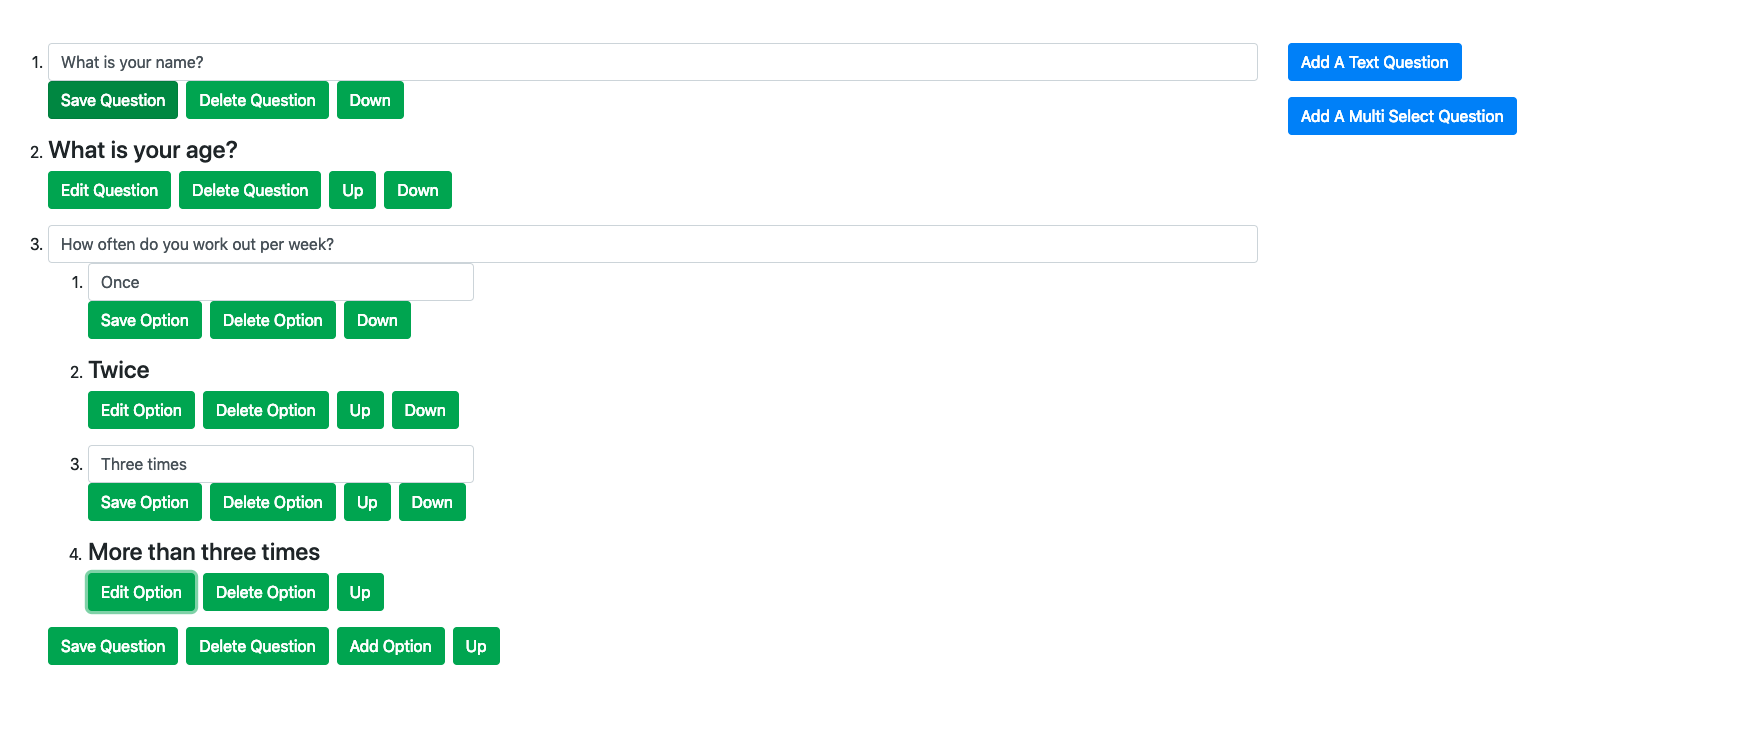 1. What is your name?
Save Question Delete Question Down
2. What is your age?
Edit Question Delete Question Up Down
3. How often do you work out per week?
1. Once
Save Option Delete Option Down
2. Twice
Edit Option Delete Option Up Down
3. Three times
Save Option Delete Option Up Down
4. More than three times
Edit Option Delete Option Up
Save Question Delete Question Add Option Up
Add A Text Question
Add A Multi Select Question